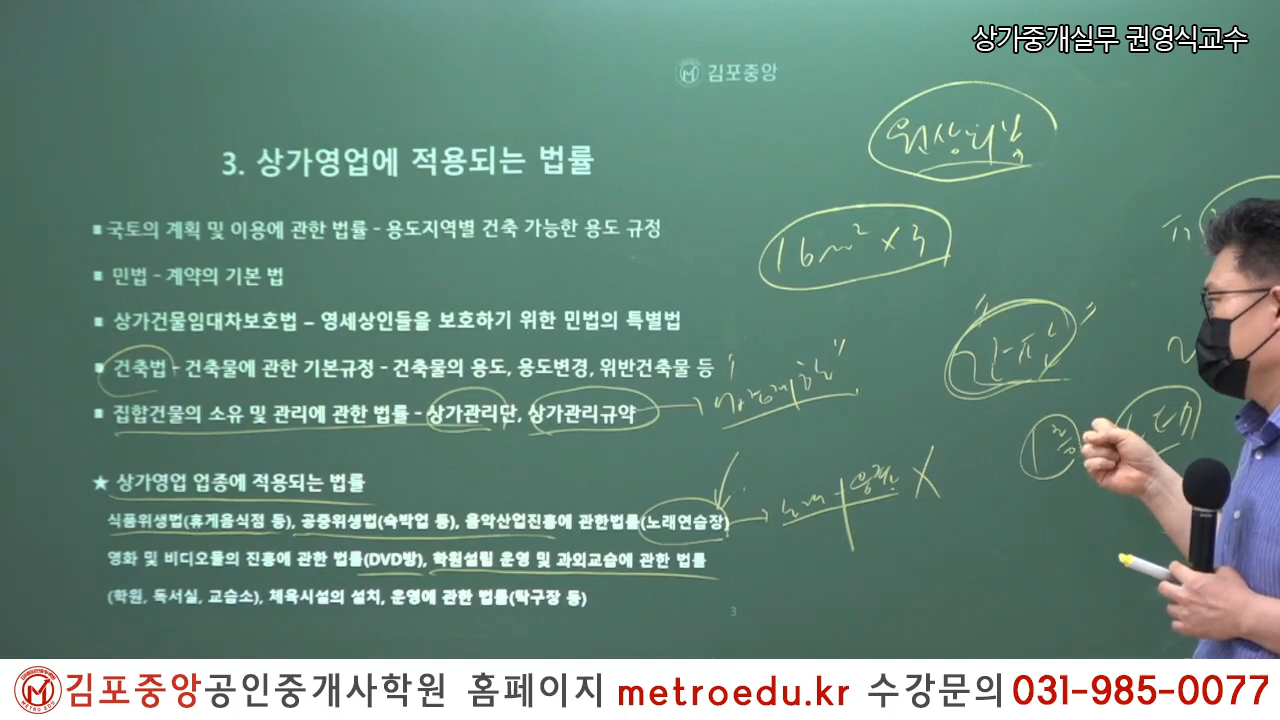 상가중개실무 권영식교수
김포중앙
3. 상가영업에 적용되는 법률
▪ 국토의 계획 및 이용에 관한 법률 - 용도지역별 건축 가능한 용도 규정
▪ 민법 - 계약의 기본 법
▪ 상가건물임대차보호법 – 영세상인들을 보호하기 위한 민법의 특별법
▪ 건축법 - 건축물에 관한 기본규정 - 건축물의 용도, 용도변경, 위반건축물 등
▪ 집합건물의 소유 및 관리에 관한 법률 - 상가관리단, 상가관리규약
★ 상가영업 업종에 적용되는 법률
식품위생법(휴게음식점 등), 공중위생법(숙박업 등), 음악산업진흥에 관한법률(노래연습장)
영화 및 비디오물의 진흥에 관한 법률(DVD방), 학원설립 운영 및 과외교습에 관한 법률
(학원, 독서실, 교습소), 체육시설의 설치, 운영에 관한 법률(탁구장 등)
3
원상회복
16m² × 3
간판
1층
METRO EDU
김포중앙공인중개사학원 홈페이지 metroedu.kr 수강문의 031-985-0077